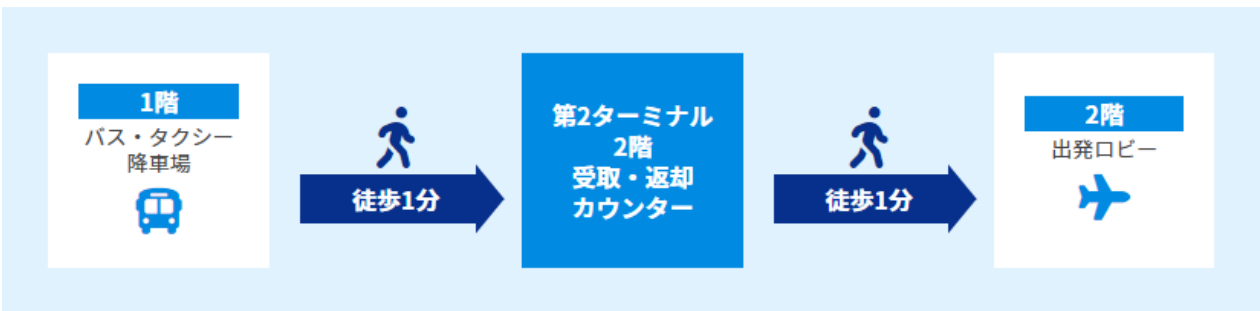 1階
バス・タクシー
降車場
徒歩1分
第2ターミナル
2階
受取・返却
カウンター
徒歩1分
2階
出発ロビー